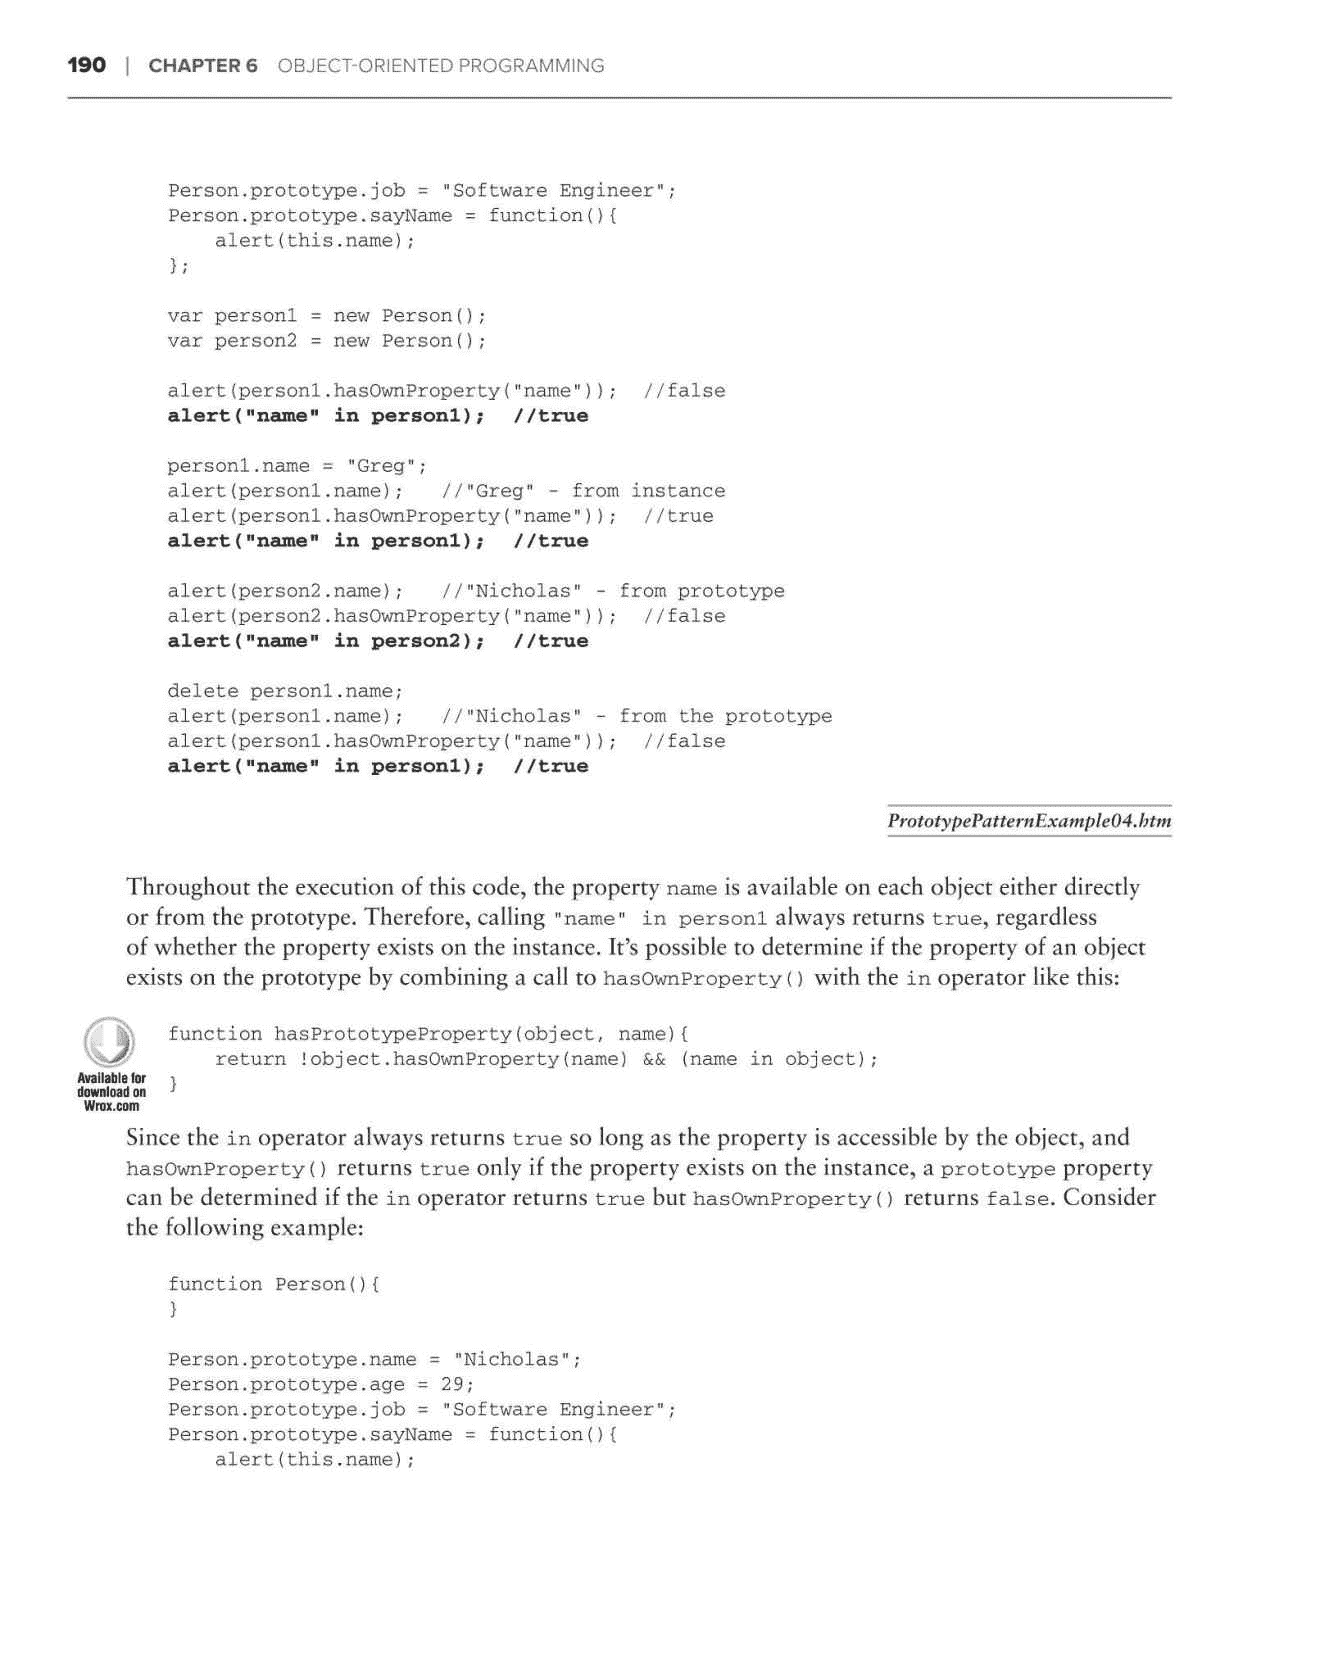 190 | CHAPTER 6 OBJECT-ORIENTED PROGRAMMING
Person.prototype.job = "Software Engineer";
Person.prototype.sayName = function(){
    alert(this.name);
};
var person1 = new Person();
var person2 = new Person();
alert(person1.hasOwnProperty("name"));  //false
alert("name" in person1);  //true
person1.name = "Greg";
alert(person1.name);   //"Greg" - from instance
alert(person1.hasOwnProperty("name"));  //true
alert("name" in person1);  //true
alert(person2.name);   //"Nicholas" - from prototype
alert(person2.hasOwnProperty("name"));  //false
alert("name" in person2);  //true
delete person1.name;
alert(person1.name);   //"Nicholas" - from the prototype
alert(person1.hasOwnProperty("name"));  //false
alert("name" in person1);  //true
PrototypePatternExample04.htm
Throughout the execution of this code, the property name is available on each object either directly
or from the prototype. Therefore, calling "name" in person1 always returns true, regardless
of whether the property exists on the instance. It's possible to determine if the property of an object
exists on the prototype by combining a call to hasOwnProperty() with the in operator like this:
function hasPrototypeProperty(object, name){
    return !object.hasOwnProperty(name) && (name in object);
}
Available for
download on
Wrox.com
Since the in operator always returns true so long as the property is accessible by the object, and
hasOwnProperty() returns true only if the property exists on the instance, a prototype property
can be determined if the in operator returns true but hasOwnProperty() returns false. Consider
the following example:
function Person(){
}
Person.prototype.name = "Nicholas";
Person.prototype.age = 29;
Person.prototype.job = "Software Engineer";
Person.prototype.sayName = function(){
    alert(this.name);